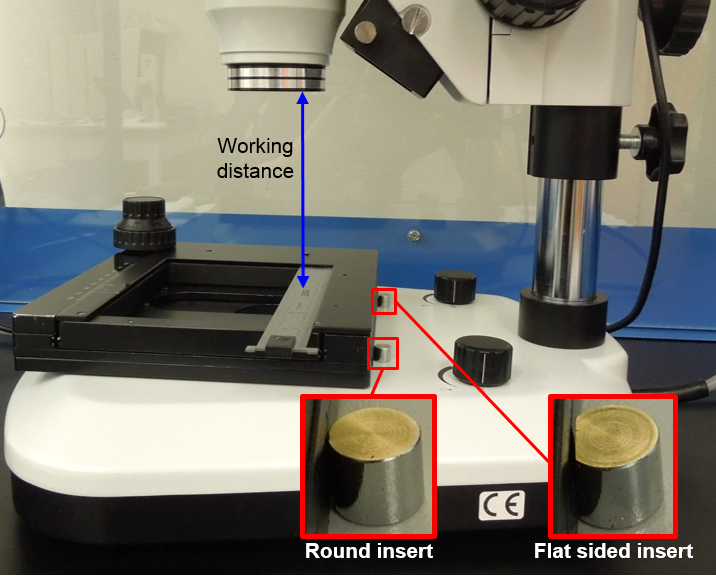 Working
distance
CE
Round insert
Flat sided insert